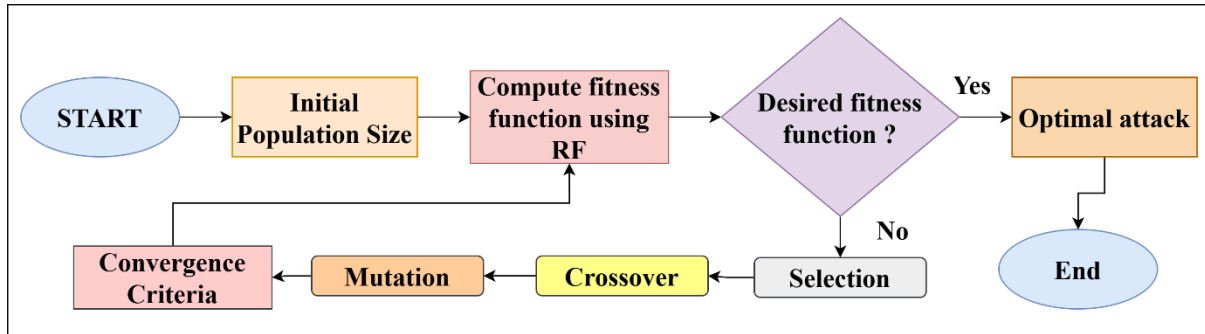 START
Initial
Population Size
Compute fitness
function using
RF
Desired fitness
function ?
Yes
Optimal attack
No
Selection
Crossover
Mutation
Convergence
Criteria
End